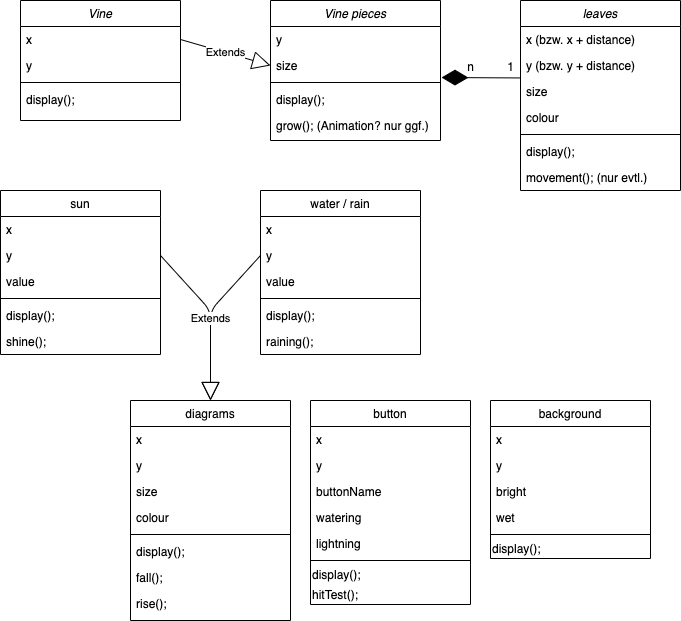 Vine
x
y
display();
Extends
Vine pieces
y
size
display();
grow(); (Animation? nur ggf.)
n
1
leaves
x (bzw. x + distance)
y (bzw. y + distance)
size
colour
display();
movement(); (nur evtl.)
sun
x
y
value
display();
shine();
water / rain
x
y
value
display();
raining();
Extends
diagrams
x
y
size
colour
display();
fall();
rise();
button
x
y
buttonName
watering
lightning
display();
hitTest();
background
x
y
bright
wet
display();